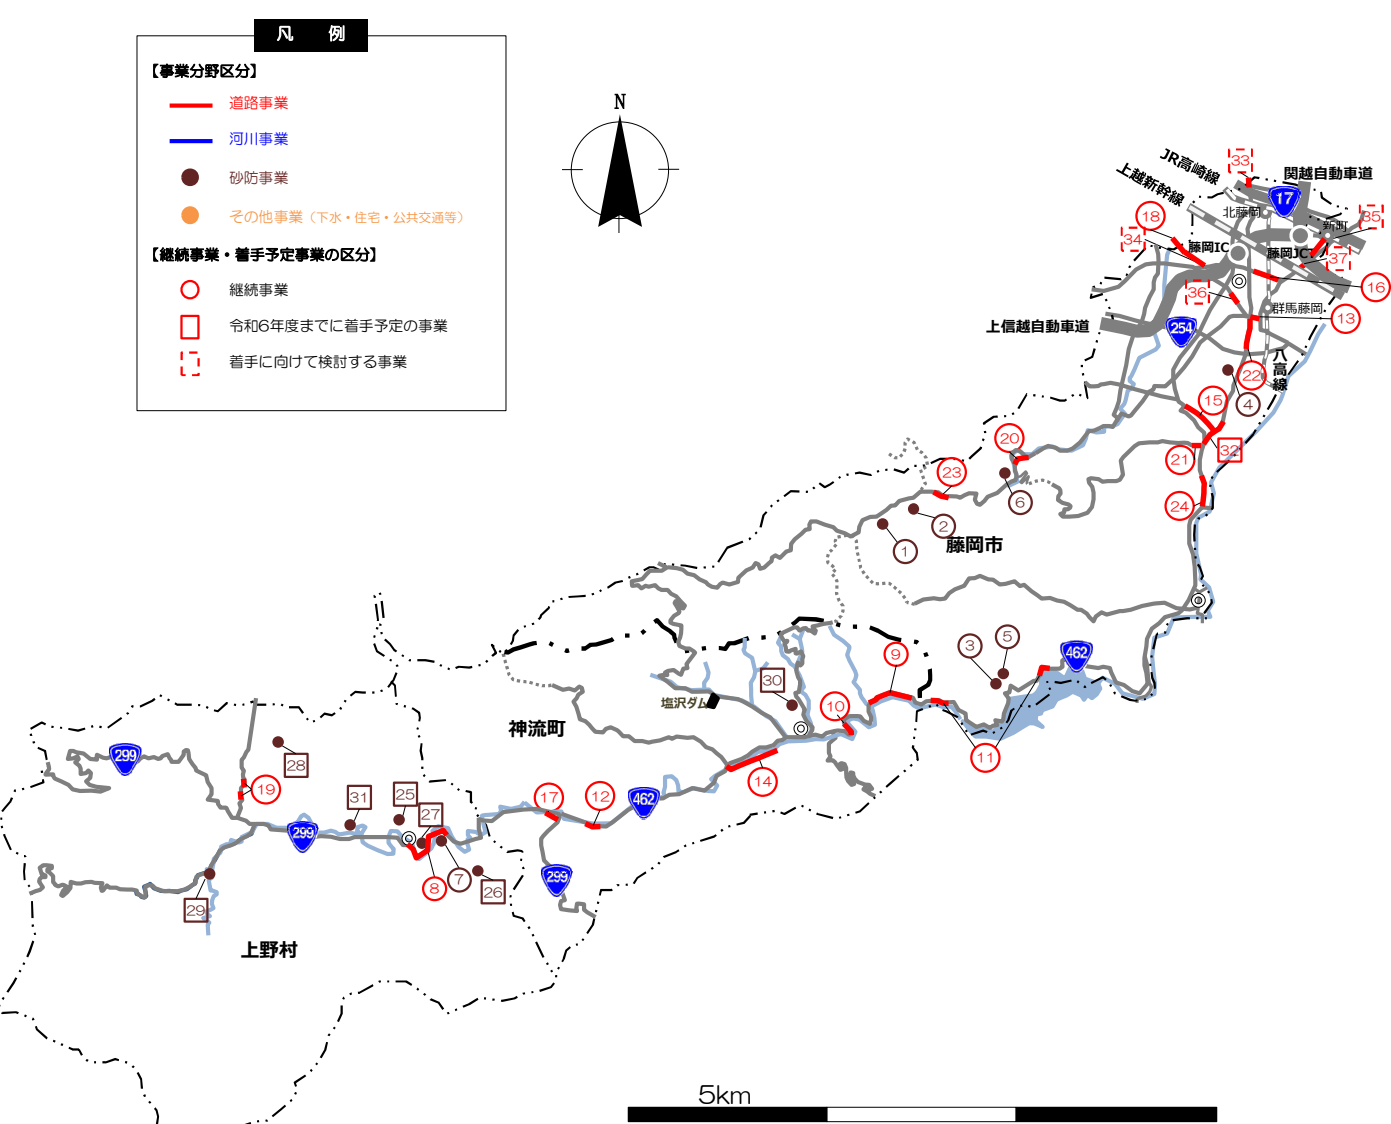 凡　例
【事業分野区分】
道路事業
河川事業
砂防事業
その他事業（下水・住宅・公共交通等）
【継続事業・着手予定事業の区分】
継続事業
令和6年度までに着手予定の事業
着手に向けて検討する事業
N
JR高崎線
33
関越自動車道
上越新幹線
17
北藤岡
35
18
新町
34
藤岡IC
藤岡JCT
37
36
16
群馬藤岡
13
上信越自動車道
254
八高線
22
15
4
20
32
21
23
6
24
2
1
藤岡市
5
3
462
9
30
塩沢ダム
10
神流町
11
299
28
14
19
31
25
17
12
462
27
299
7
8
26
299
29
上野村
5km